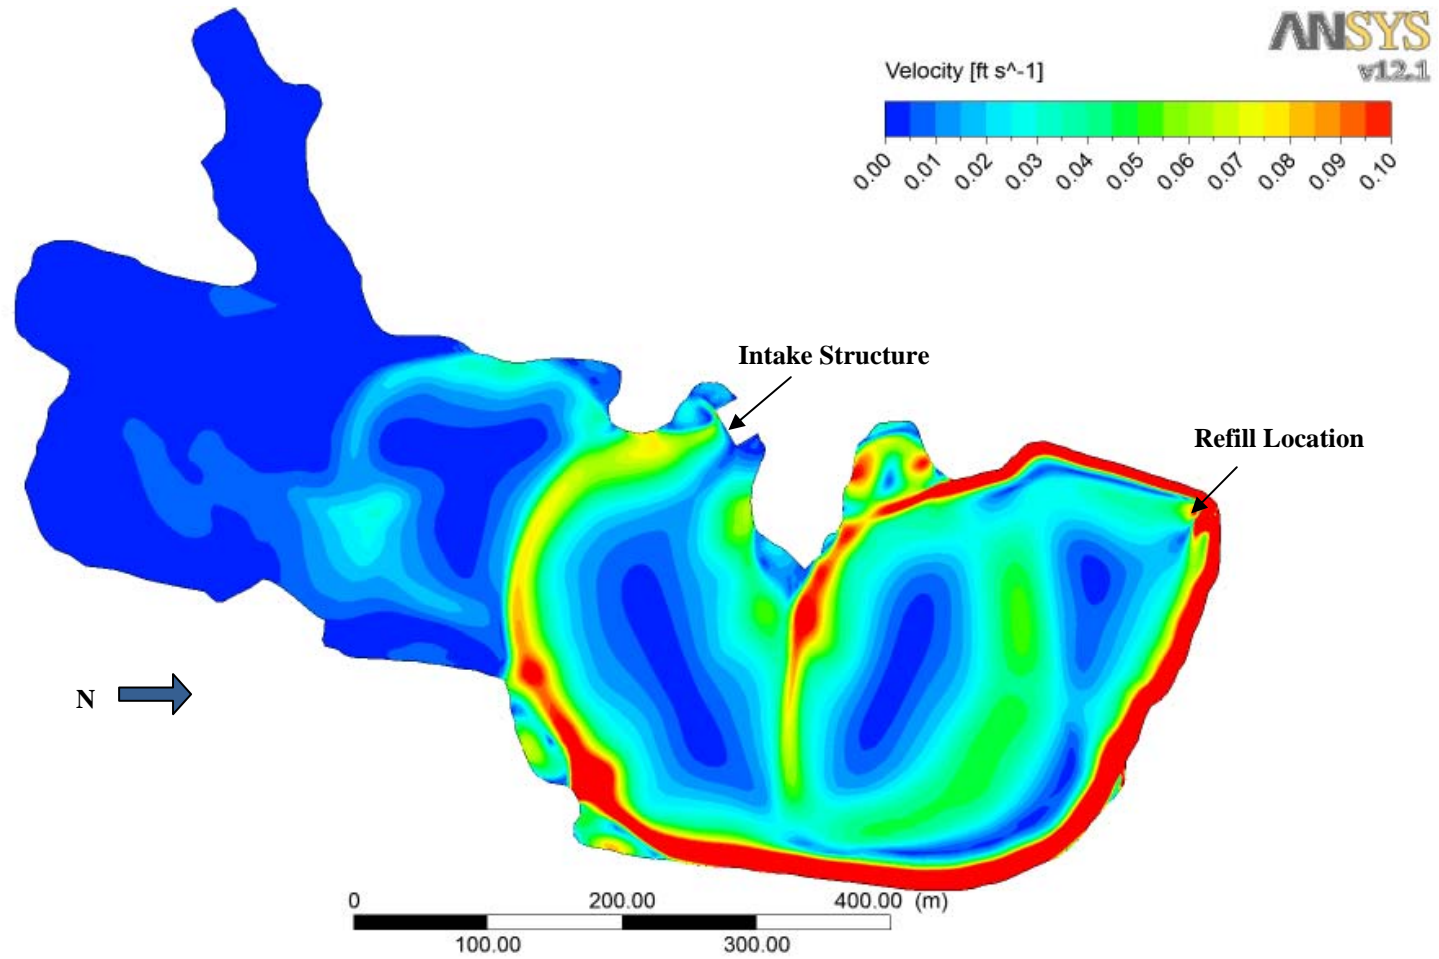 ANSYS
v12.1
Velocity [ft s^-1]
0.00 0.01 0.02 0.03 0.04 0.05 0.06 0.07 0.08 0.09 0.10
Intake Structure
Refill Location
N
0 200.00 400.00 (m)
100.00 300.00